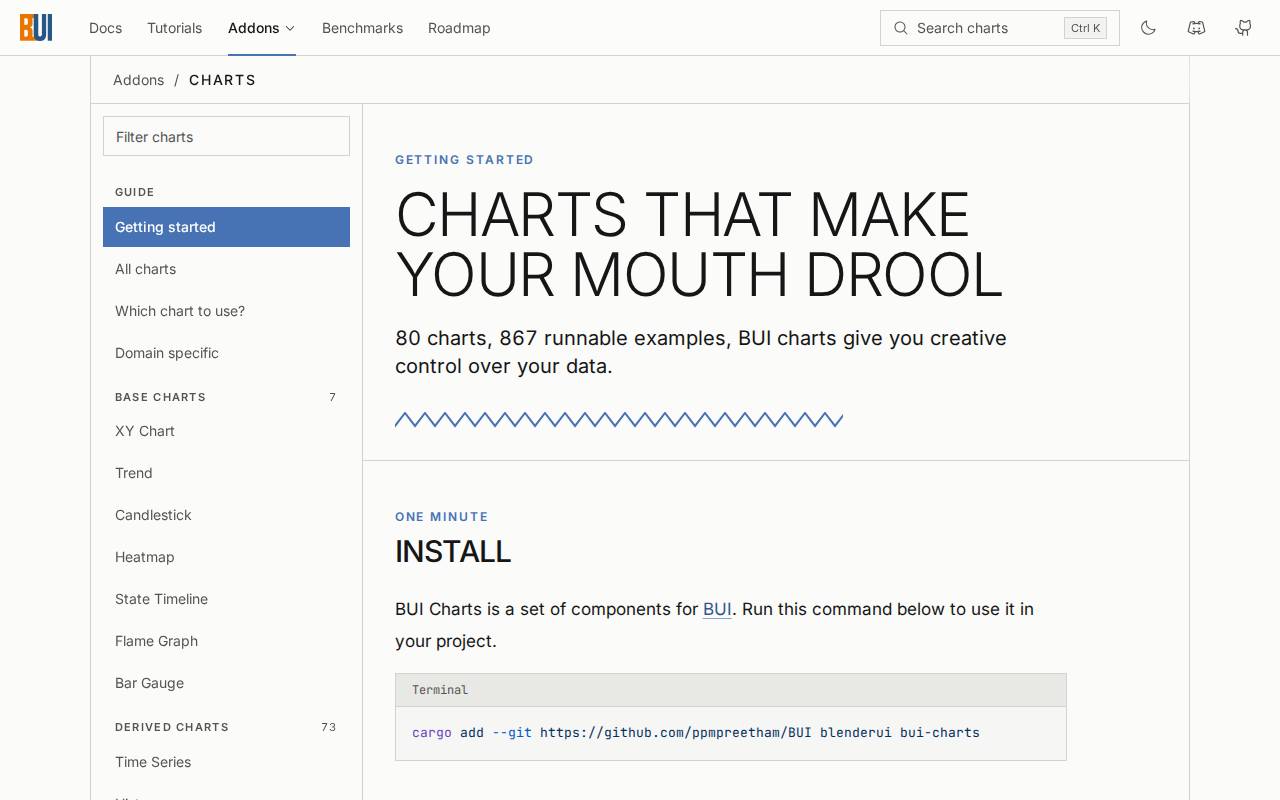 BUI
Docs
Tutorials
Addons
Benchmarks
Roadmap
Search charts
Ctrl K
Addons / CHARTS
Filter charts
GUIDE
Getting started
All charts
Which chart to use?
Domain specific
BASE CHARTS 7
XY Chart
Trend
Candlestick
Heatmap
State Timeline
Flame Graph
Bar Gauge
DERIVED CHARTS 73
Time Series
GETTING STARTED
CHARTS THAT MAKE
YOUR MOUTH DROOL
80 charts, 867 runnable examples, BUI charts give you creative
control over your data.
ONE MINUTE
INSTALL
BUI Charts is a set of components for BUI. Run this command below to use it in
your project.
Terminal
cargo add --git https://github.com/ppmpreetham/BUI blenderui bui-charts